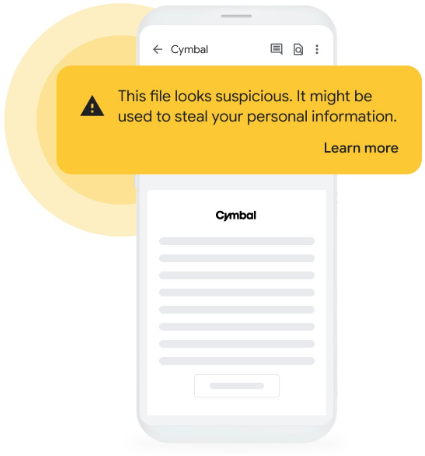 Cymbal
This file looks suspicious. It might be
used to steal your personal information.
Learn more
Cymbal